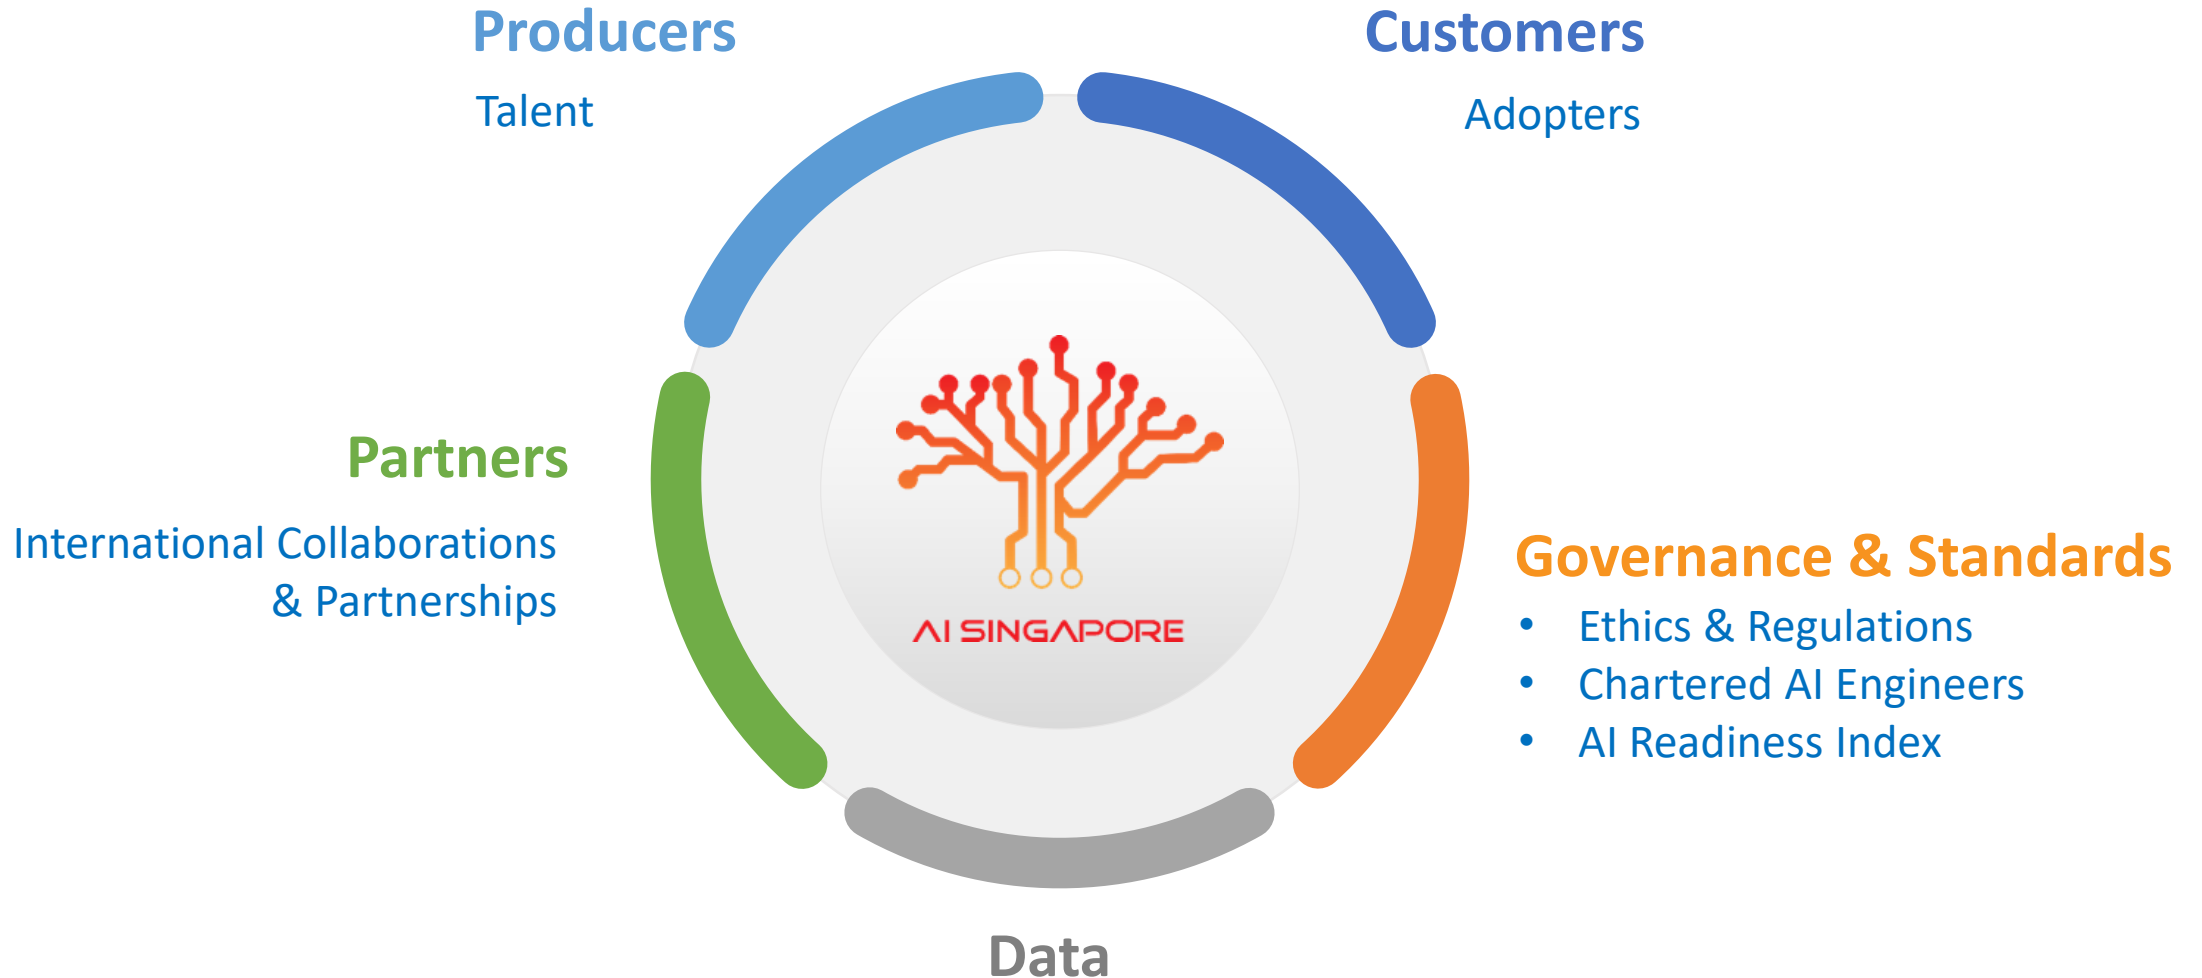 Producers
Talent
Customers
Adopters
Partners
International Collaborations
& Partnerships
AI SINGAPORE
Governance & Standards
• Ethics & Regulations
• Chartered AI Engineers
• AI Readiness Index
Data